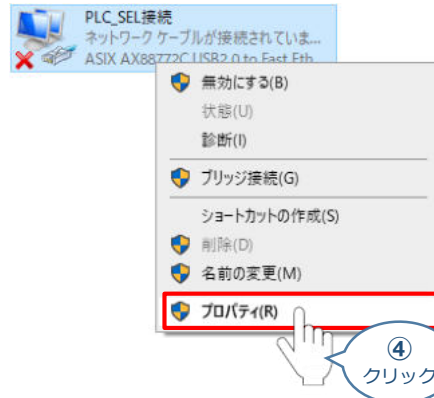 PLC_SEL接続
ネットワーク ケーブルが接続されていま...
ASIX AX88772C USB2.0 to Fast Eth
無効にする(B)
状態(U)
診断(I)
ブリッジ接続(G)
ショートカットの作成(S)
削除(D)
名前の変更(M)
プロパティ(R)
④
クリック